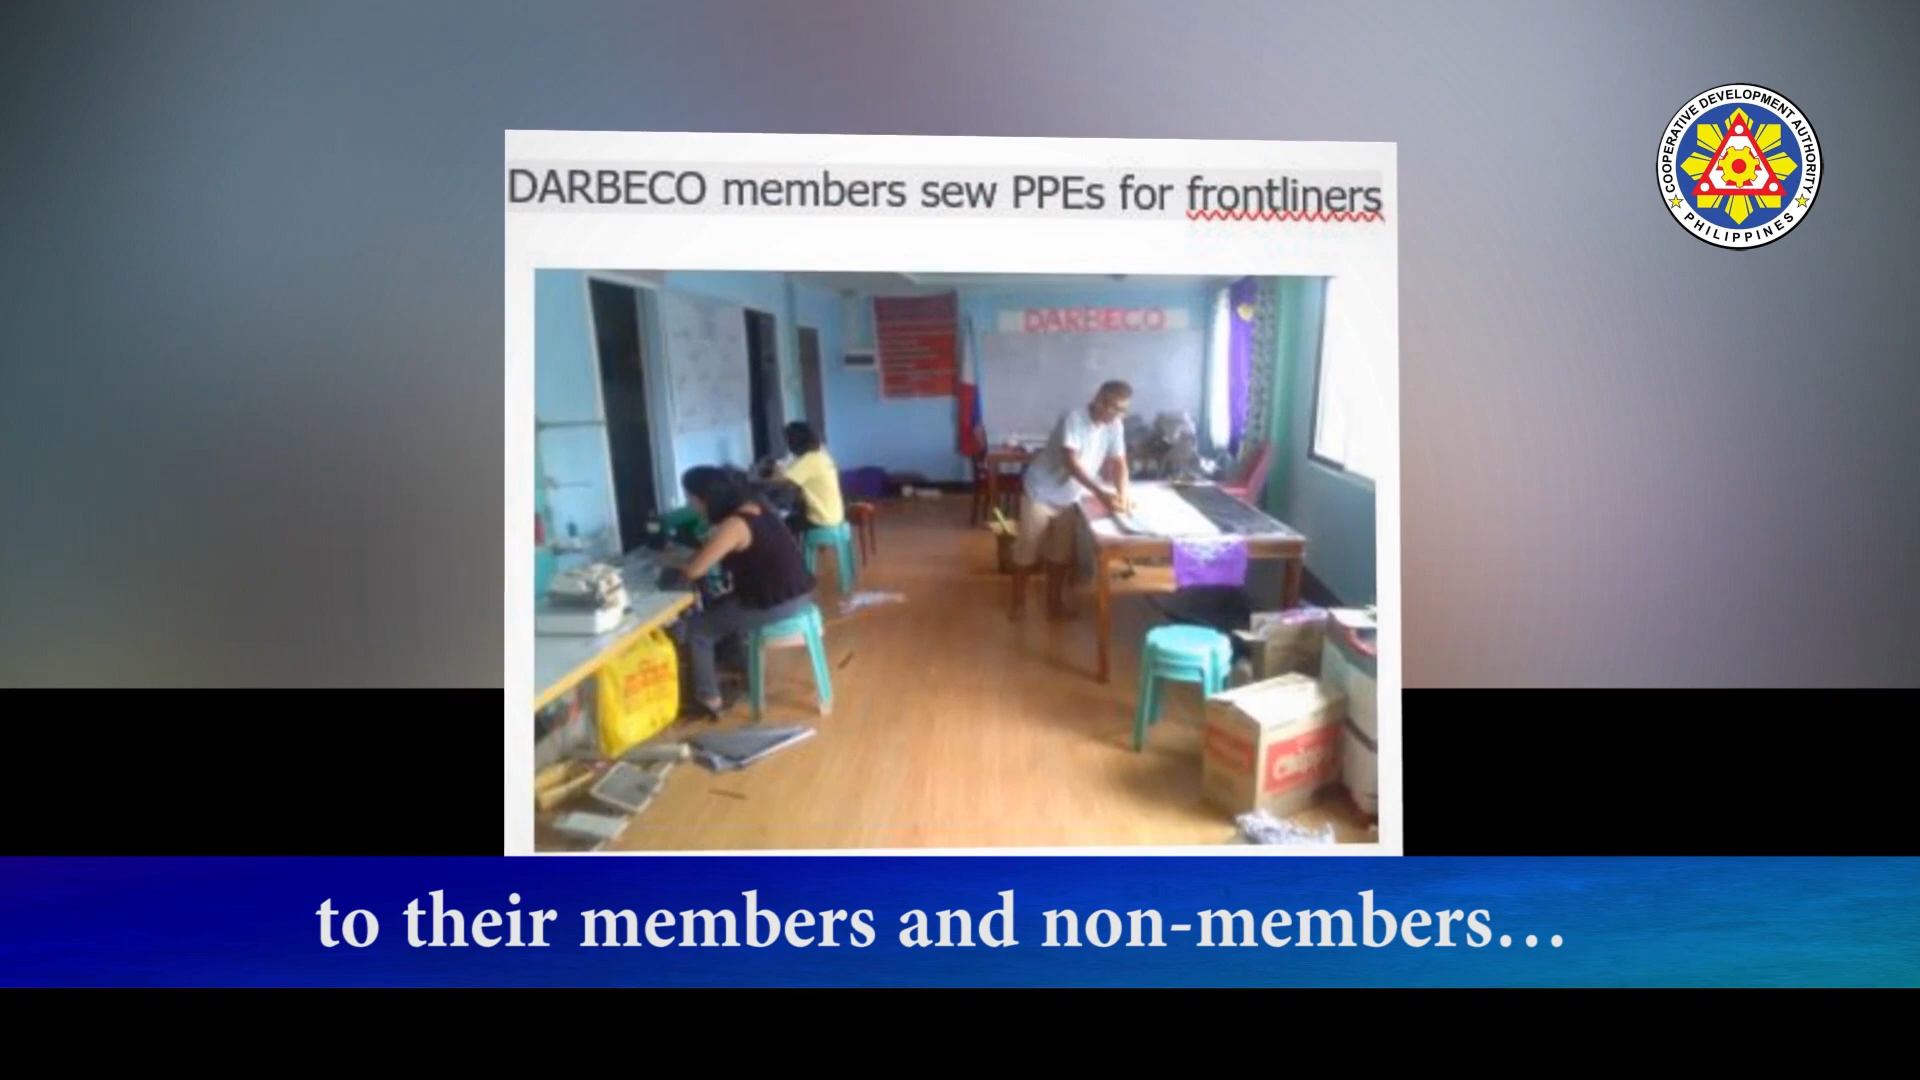 COOPERATIVE DEVELOPMENT AUTHORITY
PHILIPPINES
DARBECO members sew PPEs for frontliners
DARBECO
to their members and non-members…